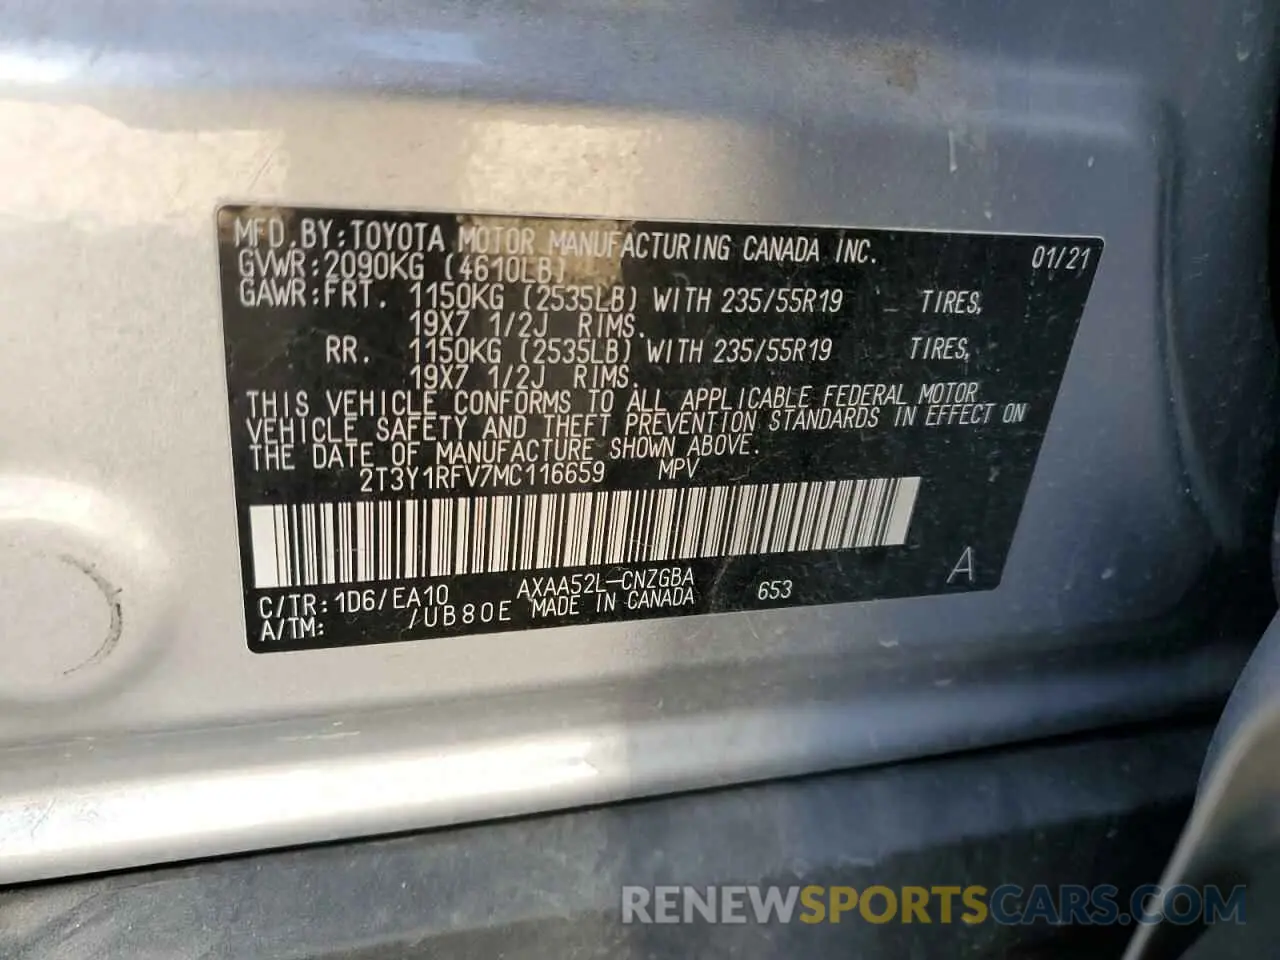 MFD.BY:TOYOTA MOTOR MANUFACTURING CANADA INC. 01/21
GVWR:2090KG (4610LB)
GAWR:FRT. 1150KG (2535LB) WITH 235/55R19 TIRES,
19X7 1/2J RIMS.
RR. 1150KG (2535LB) WITH 235/55R19 TIRES,
19X7 1/2J RIMS.
THIS VEHICLE CONFORMS TO ALL APPLICABLE FEDERAL MOTOR
VEHICLE SAFETY AND THEFT PREVENTION STANDARDS IN EFFECT ON
THE DATE OF MANUFACTURE SHOWN ABOVE.
2T3Y1RFV7MC116659 MPV
C/TR:1D6/EA10 AXAA52L-CNZGBA 653 A
A/TM: /UB80E MADE IN CANADA
RENEWSPORTSCARS.COM